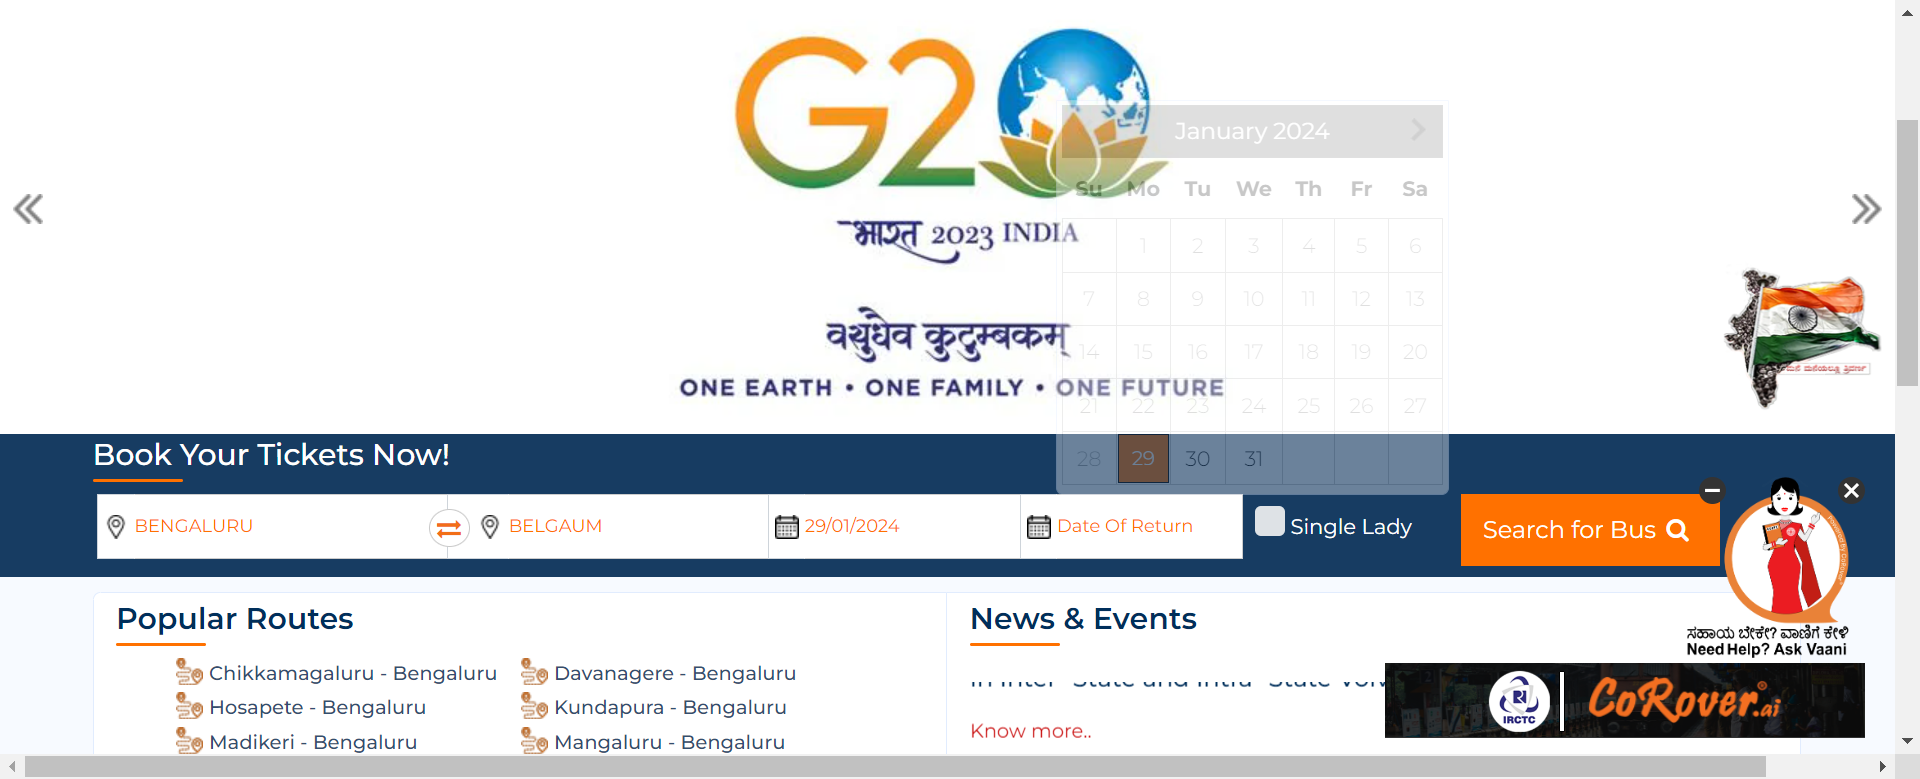 G20
भारत 2023 INDIA
वसुधैव कुटुम्बकम्
ONE EARTH • ONE FAMILY • ONE FUTURE
January 2024
Su Mo Tu We Th Fr Sa
1 2 3 4 5 6
7 8 9 10 11 12 13
14 15 16 17 18 19 20
21 22 23 24 25 26 27
28 29 30 31
Book Your Tickets Now!
BENGALURU
BELGAUM
29/01/2024
Date Of Return
Single Lady
Search for Bus
Popular Routes
Chikkamagaluru - Bengaluru
Davanagere - Bengaluru
Hosapete - Bengaluru
Kundapura - Bengaluru
Madikeri - Bengaluru
Mangaluru - Bengaluru
News & Events
Know more..
ಸಹಾಯ ಬೇಕೇ? ವಾಣಿಗೆ ಕೇಳಿ
Need Help? Ask Vaani
IRCTC
CoRover.ai